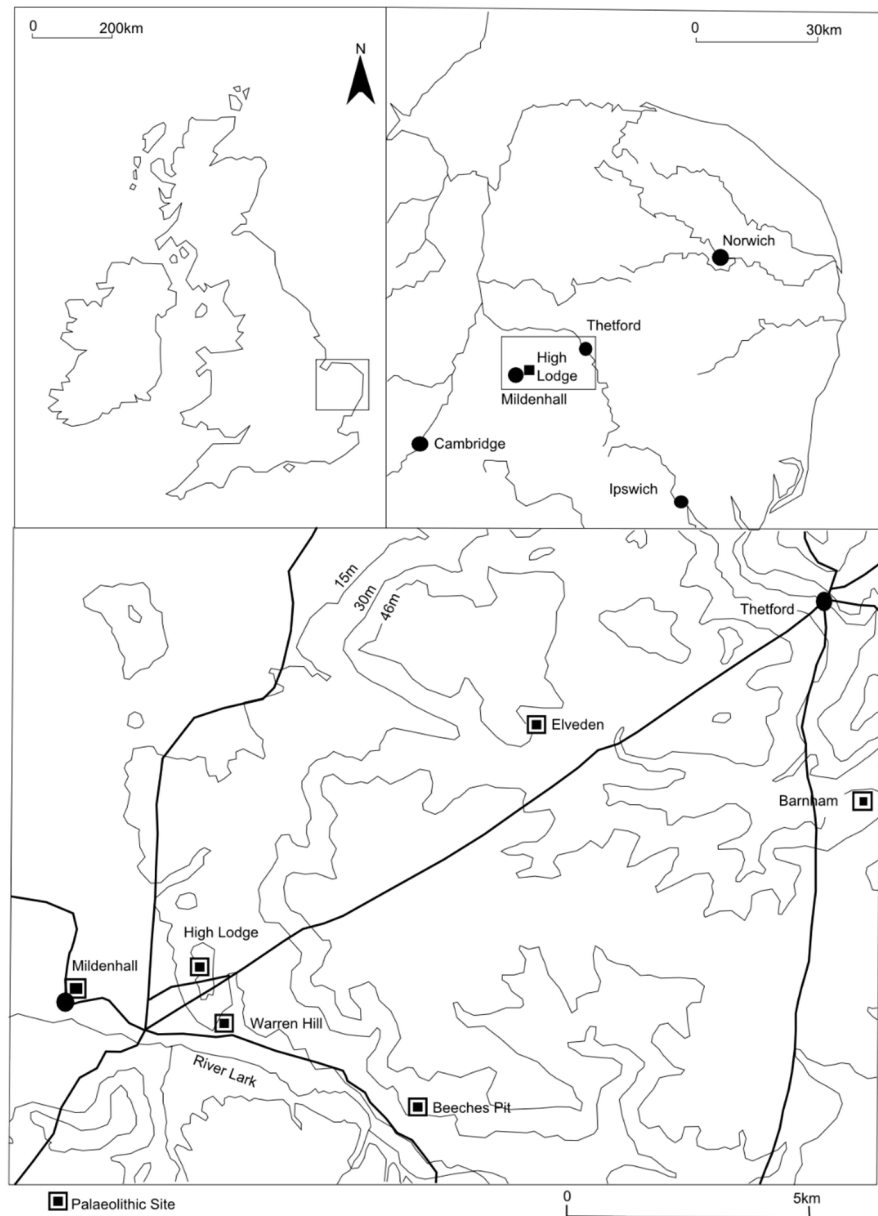 0 200km
N
0 30km
Norwich
Thetford
High
Lodge
Mildenhall
Cambridge
Ipswich
15m
30m
46m
Thetford
Elveden
Barnham
High Lodge
Mildenhall
Warren Hill
River Lark
Beeches Pit
Palaeolithic Site
0 5km